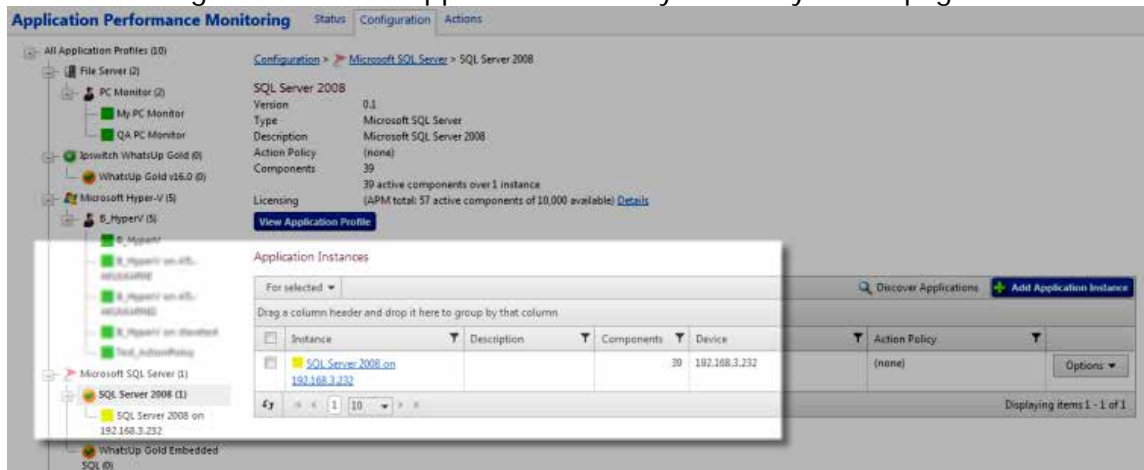 Application Performance Monitoring Status Configuration Actions
All Application Profiles (10)
File Server (2)
PC Monitor (2)
My PC Monitor
QA PC Monitor
Ipswitch WhatsUp Gold (0)
WhatsUp Gold v16.0 (0)
Microsoft Hyper-V (5)
B_HyperV (5)
B_HyperV
Microsoft SQL Server (1)
SQL Server 2008 (1)
SQL Server 2008 on
192.168.3.232
WhatsUp Gold Embedded
SQL (0)
Configuration > Microsoft SQL Server > SQL Server 2008
SQL Server 2008
Version 0.1
Type Microsoft SQL Server
Description Microsoft SQL Server 2008
Action Policy (none)
Components 39
39 active components over 1 instance
Licensing (APM total: 57 active components of 10,000 available) Details
View Application Profile
Application Instances
For selected Discover Applications Add Application Instance
Drag a column header and drop it here to group by that column
Instance Description Components Device Action Policy
SQL Server 2008 on 39 192.168.3.232 (none) Options
192.168.3.232
1 10 Displaying items 1 - 1 of 1